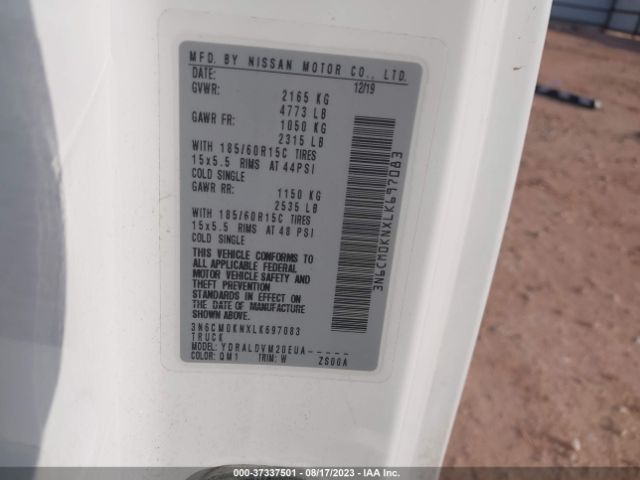 MFD. BY NISSAN MOTOR CO., LTD.
DATE: 12/19
GVWR: 2165 KG
4773 LB
GAWR FR: 1050 KG
2315 LB
WITH 185/60R15C TIRES
15x5.5 RIMS AT 44PSI
COLD SINGLE
GAWR RR: 1150 KG
2535 LB
WITH 185/60R15C TIRES
15x5.5 RIMS AT 48 PSI
COLD SINGLE
THIS VEHICLE CONFORMS TO
ALL APPLICABLE FEDERAL
MOTOR VEHICLE SAFETY AND
THEFT PREVENTION
STANDARDS IN EFFECT ON
THE DATE OF MANUFACTURE
SHOWN ABOVE.
3N6CM0KNXLK697083
TRUCK
MODEL: YDRALDVM20EUA-----
COLOR: QM1 TRIM: W ZS00A
3N6CM0KNXLK697083
000-37337501 - 08/17/2023 - IAA Inc.